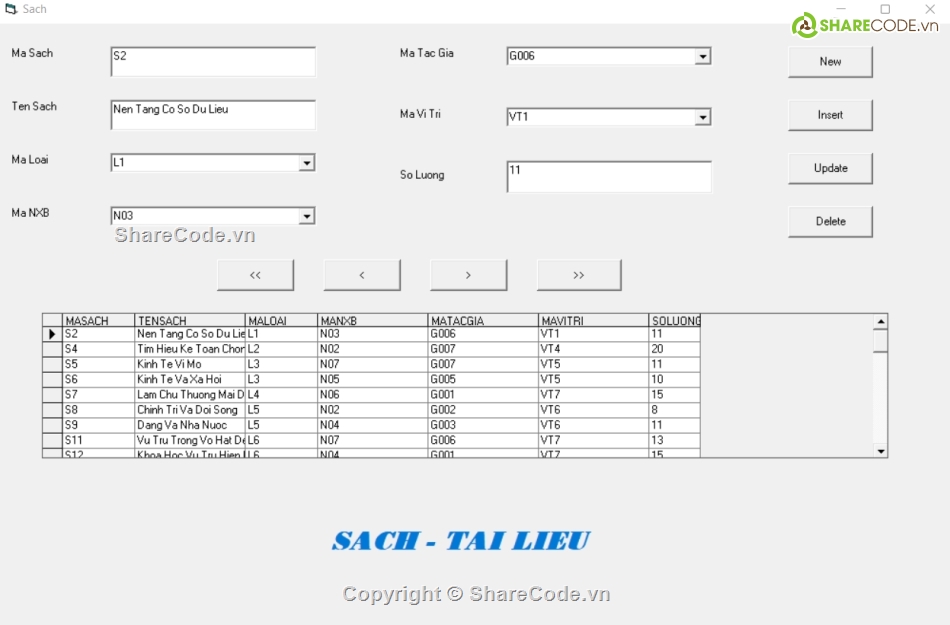 Sach
SHARECODE.vn
Ma Sach S2 Ma Tac Gia G006 New
Ten Sach Nen Tang Co So Du Lieu Ma Vi Tri VT1 Insert
Ma Loai L1 So Luong 11 Update
Ma NXB N03 Delete
ShareCode.vn
<< < > >>
MASACH TENSACH MALOAI MANXB MATACGIA MAVITRI SOLUONG
S2 Nen Tang Co So Du Lie L1 N03 G006 VT1 11
S4 Tim Hieu Ke Toan Chor L2 N02 G007 VT4 20
S5 Kinh Te Vi Mo L3 N07 G007 VT5 11
S6 Kinh Te Va Xa Hoi L3 N05 G005 VT5 10
S7 Lam Chu Thuong Mai D L4 N06 G001 VT7 15
S8 Chinh Tri Va Doi Song L5 N02 G002 VT6 8
S9 Dang Va Nha Nuoc L5 N04 G003 VT6 11
S11 Vu Tru Trong Vo Hat De L6 N07 G006 VT7 13
S12 Khoa Hoc Vu Tru Hien L6 N04 G001 VT7 15
SACH - TAI LIEU
Copyright © ShareCode.vn